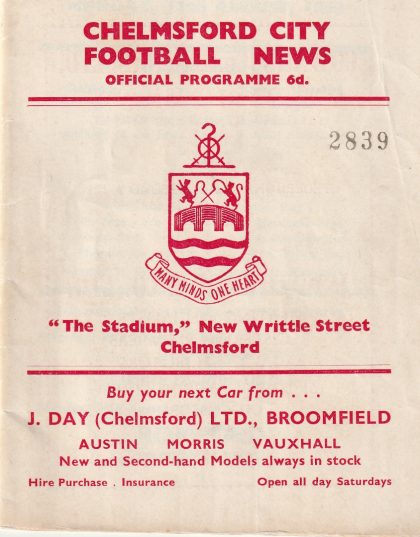 CHELMSFORD CITY
FOOTBALL NEWS
OFFICIAL PROGRAMME 6d.
2839
MANY MINDS ONE HEART
"The Stadium," New Writtle Street
Chelmsford
Buy your next Car from . . .
J. DAY (Chelmsford) LTD., BROOMFIELD
AUSTIN MORRIS VAUXHALL
New and Second-hand Models always in stock
Hire Purchase . Insurance Open all day Saturdays